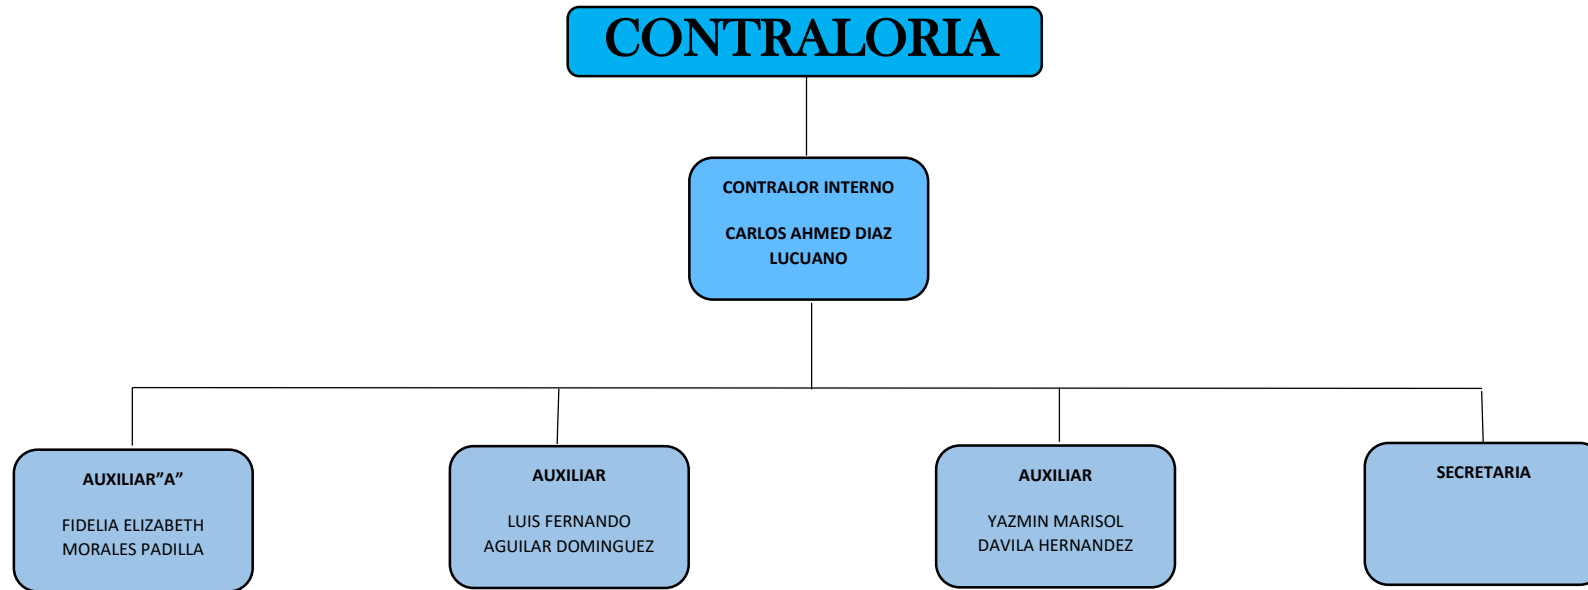 CONTRALORIA
CONTRALOR INTERNO
CARLOS AHMED DIAZ
LUCUANO
AUXILIAR”A”
FIDELIA ELIZABETH
MORALES PADILLA
AUXILIAR
LUIS FERNANDO
AGUILAR DOMINGUEZ
AUXILIAR
YAZMIN MARISOL
DAVILA HERNANDEZ
SECRETARIA